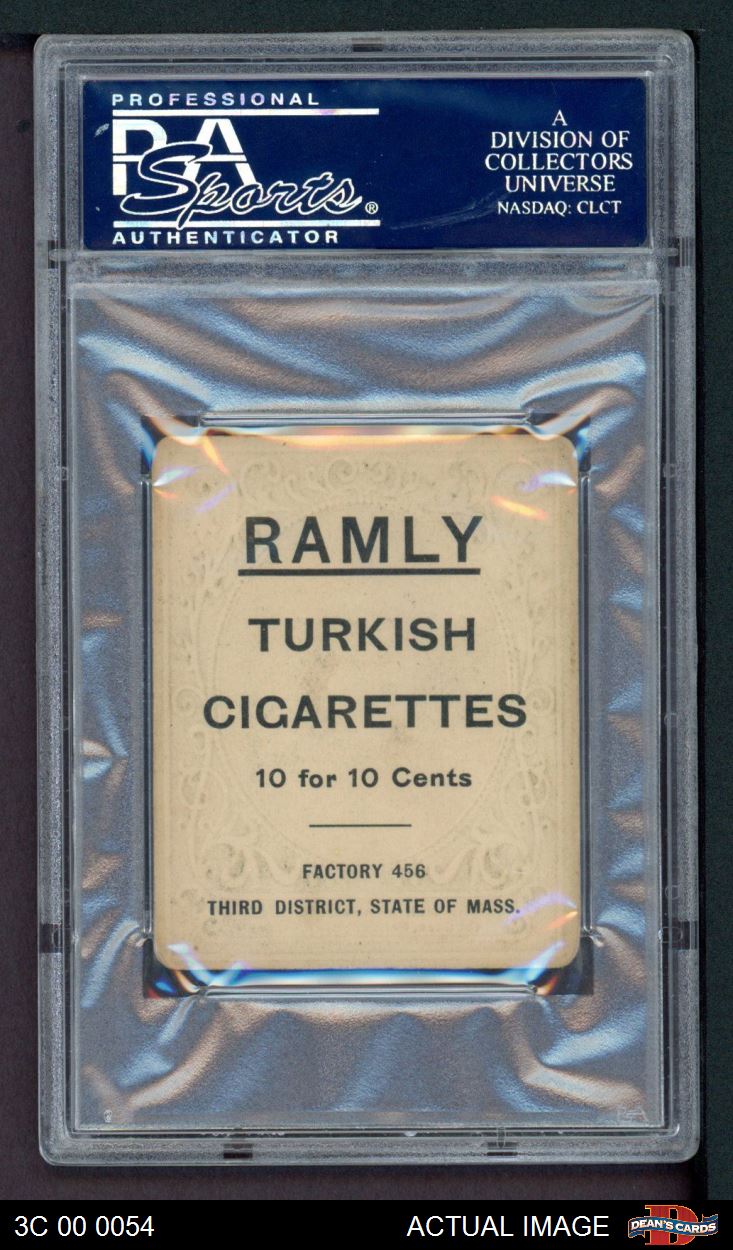 PROFESSIONAL
PSA
Sports®
AUTHENTICATOR
A
DIVISION OF
COLLECTORS
UNIVERSE
NASDAQ: CLCT
RAMLY
TURKISH
CIGARETTES
10 for 10 Cents
FACTORY 456
THIRD DISTRICT, STATE OF MASS.
3C 00 0054
ACTUAL IMAGE
DEAN'S CARDS